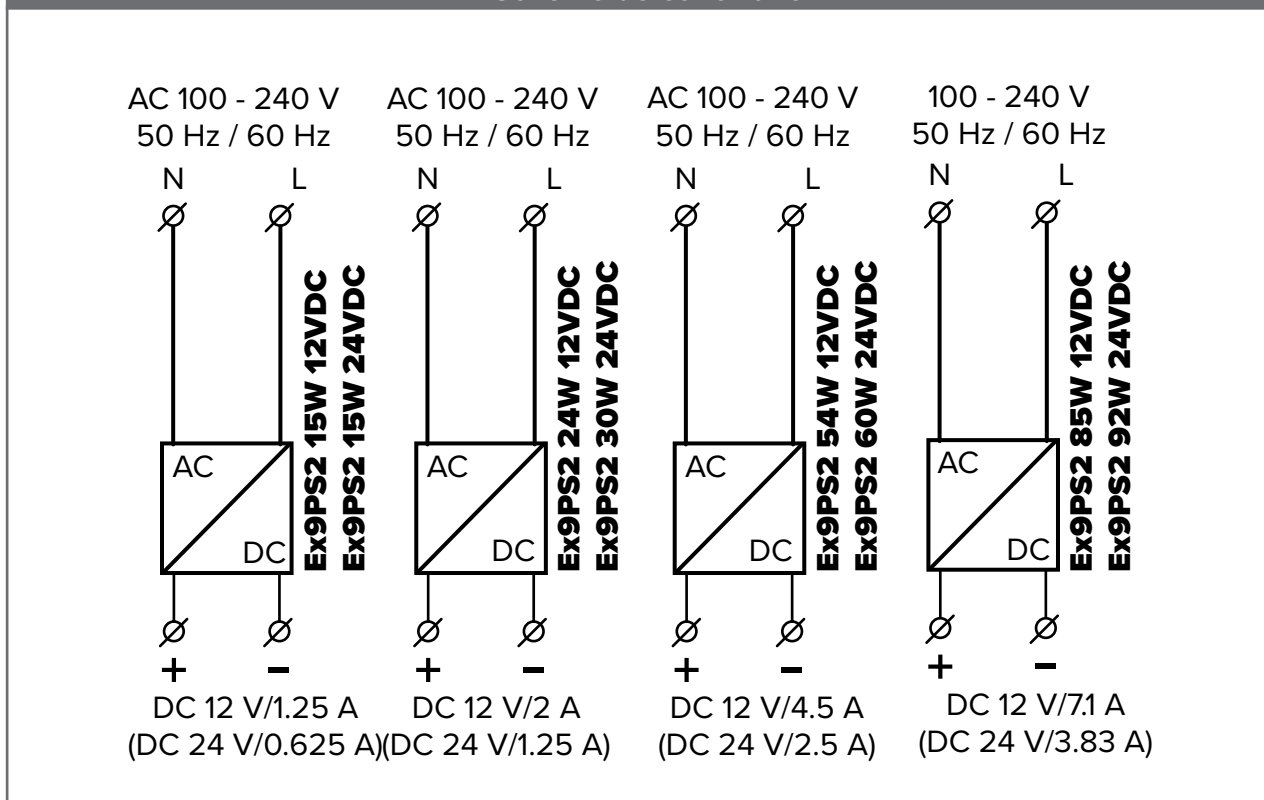 AC 100 - 240 V
50 Hz / 60 Hz
N L
AC
DC
Ex9PS2 15W 12VDC
Ex9PS2 15W 24VDC
+ -
DC 12 V/1.25 A
(DC 24 V/0.625 A)
AC 100 - 240 V
50 Hz / 60 Hz
N L
AC
DC
Ex9PS2 24W 12VDC
Ex9PS2 30W 24VDC
+ -
DC 12 V/2 A
(DC 24 V/1.25 A)
AC 100 - 240 V
50 Hz / 60 Hz
N L
AC
DC
Ex9PS2 54W 12VDC
Ex9PS2 60W 24VDC
+ -
DC 12 V/4.5 A
(DC 24 V/2.5 A)
100 - 240 V
50 Hz / 60 Hz
N L
AC
DC
Ex9PS2 85W 12VDC
Ex9PS2 92W 24VDC
+ -
DC 12 V/7.1 A
(DC 24 V/3.83 A)